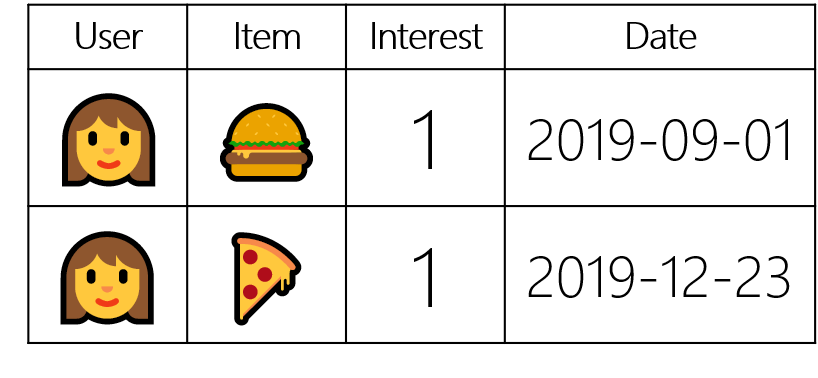 User Item Interest Date
1 2019-09-01
1 2019-12-23